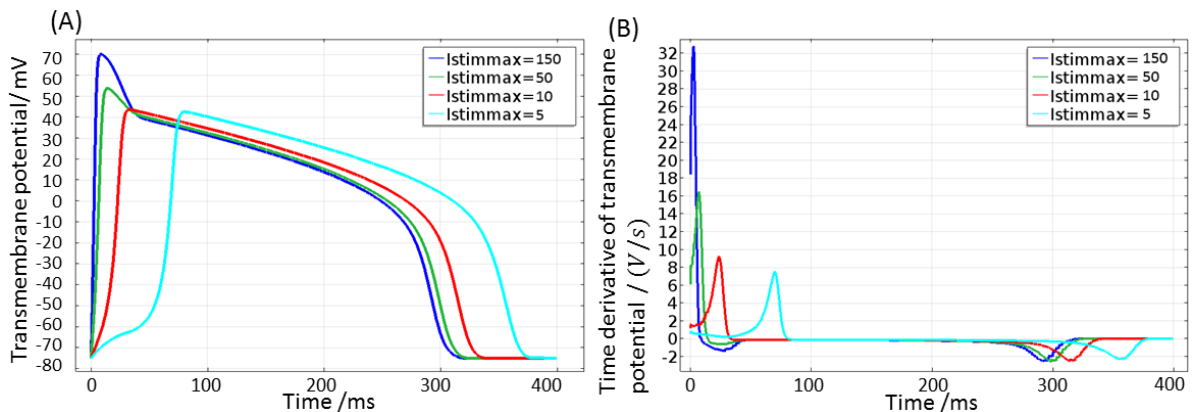 (A)
Transmembrane potential/ mV
70
60
50
40
30
20
10
0
-10
-20
-30
-40
-50
-60
-70
-80
0
100
200
300
400
Time /ms
Istimmax= 150
Istimmax= 50
Istimmax= 10
Istimmax= 5
(B)
Time derivative of transmembrane
potential / (V/s)
32
28
26
24
22
20
18
16
14
12
10
8
6
4
2
0
-2
0
100
200
300
400
Time /ms
Istimmax= 150
Istimmax= 50
Istimmax= 10
Istimmax= 5